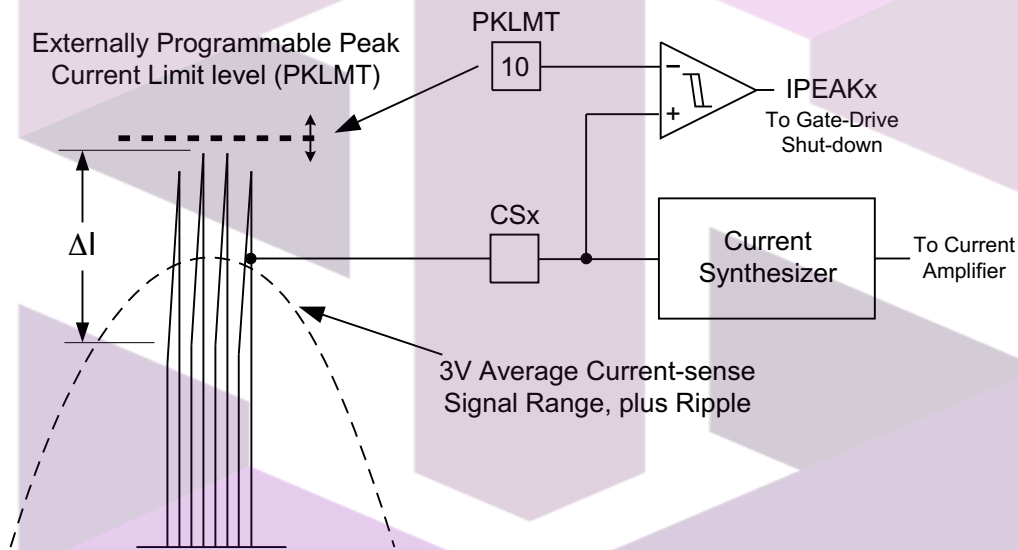 PKLMT
Externally Programmable Peak
Current Limit level (PKLMT)
10
−
+
IPEAKx
To Gate-Drive
Shut-down
ΔI
CSx
Current
Synthesizer
To Current
Amplifier
3V Average Current-sense
Signal Range, plus Ripple